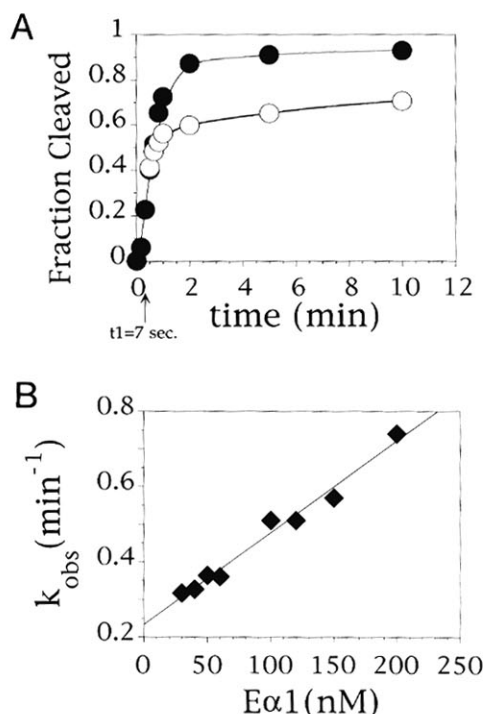 A
1
0.8
0.6
0.4
0.2
0
Fraction Cleaved
0 2 4 6 8 10 12
t1=7 sec.
time (min)
B
0.8
0.6
0.4
0.2
k_obs(min^-1)
0 50 100 150 200 250
Eα1(nM)